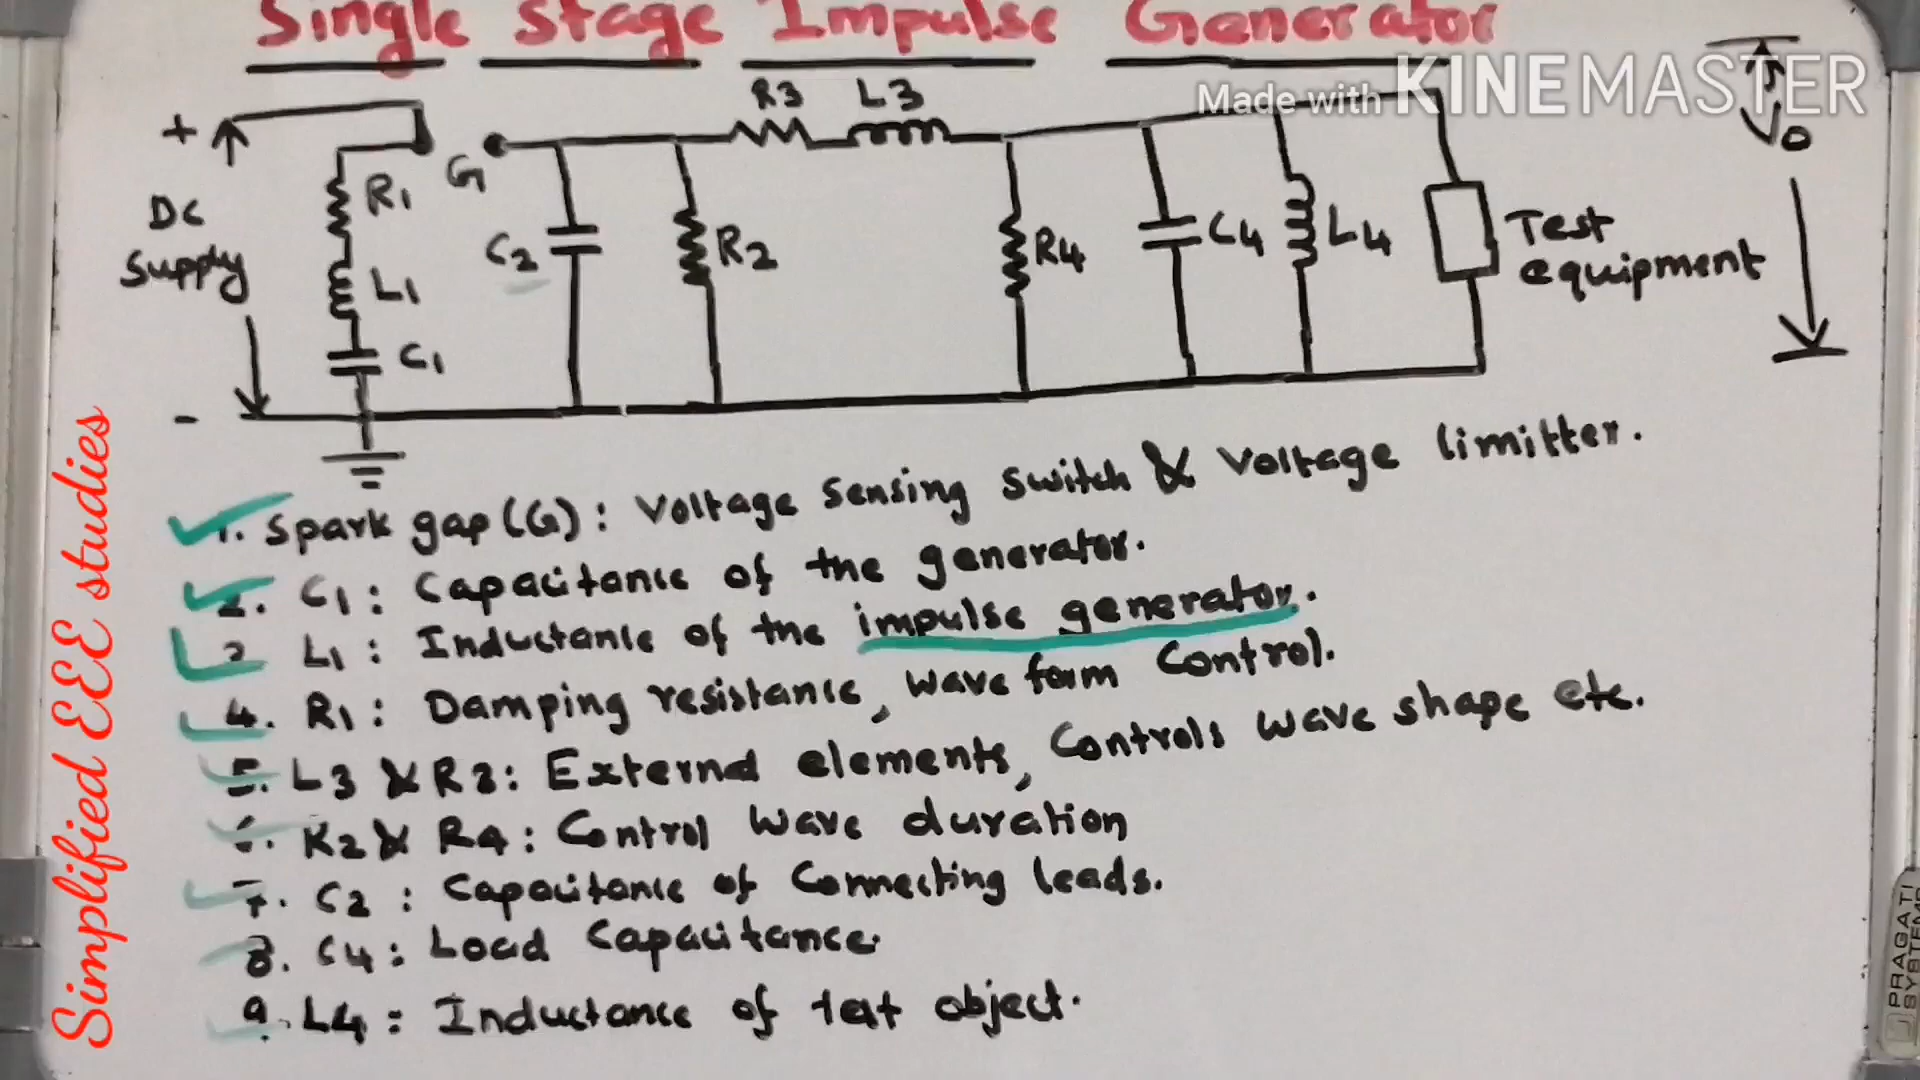 Single Stage Impulse Generator
Made with KINEMASTER
R3 L3
+
G
R1
DC
Supply
L1
C1
C2
R2
R4
C4
L4
Test
equipment
Vo
-
1. Spark gap (G): Voltage Sensing Switch & Voltage limitter.
2. C1: Capacitance of the generator.
3. L1: Inductance of the impulse generator.
4. R1: Damping resistance, wave form Control.
5. L3 & R3: External elements, Controls wave shape etc.
6. R2 & R4: Control wave duration
7. C2: Capacitance of Connecting leads.
8. C4: Load Capacitance.
9. L4: Inductance of test object.
Simplified EEE studies
PRAGATI
SYSTEMS